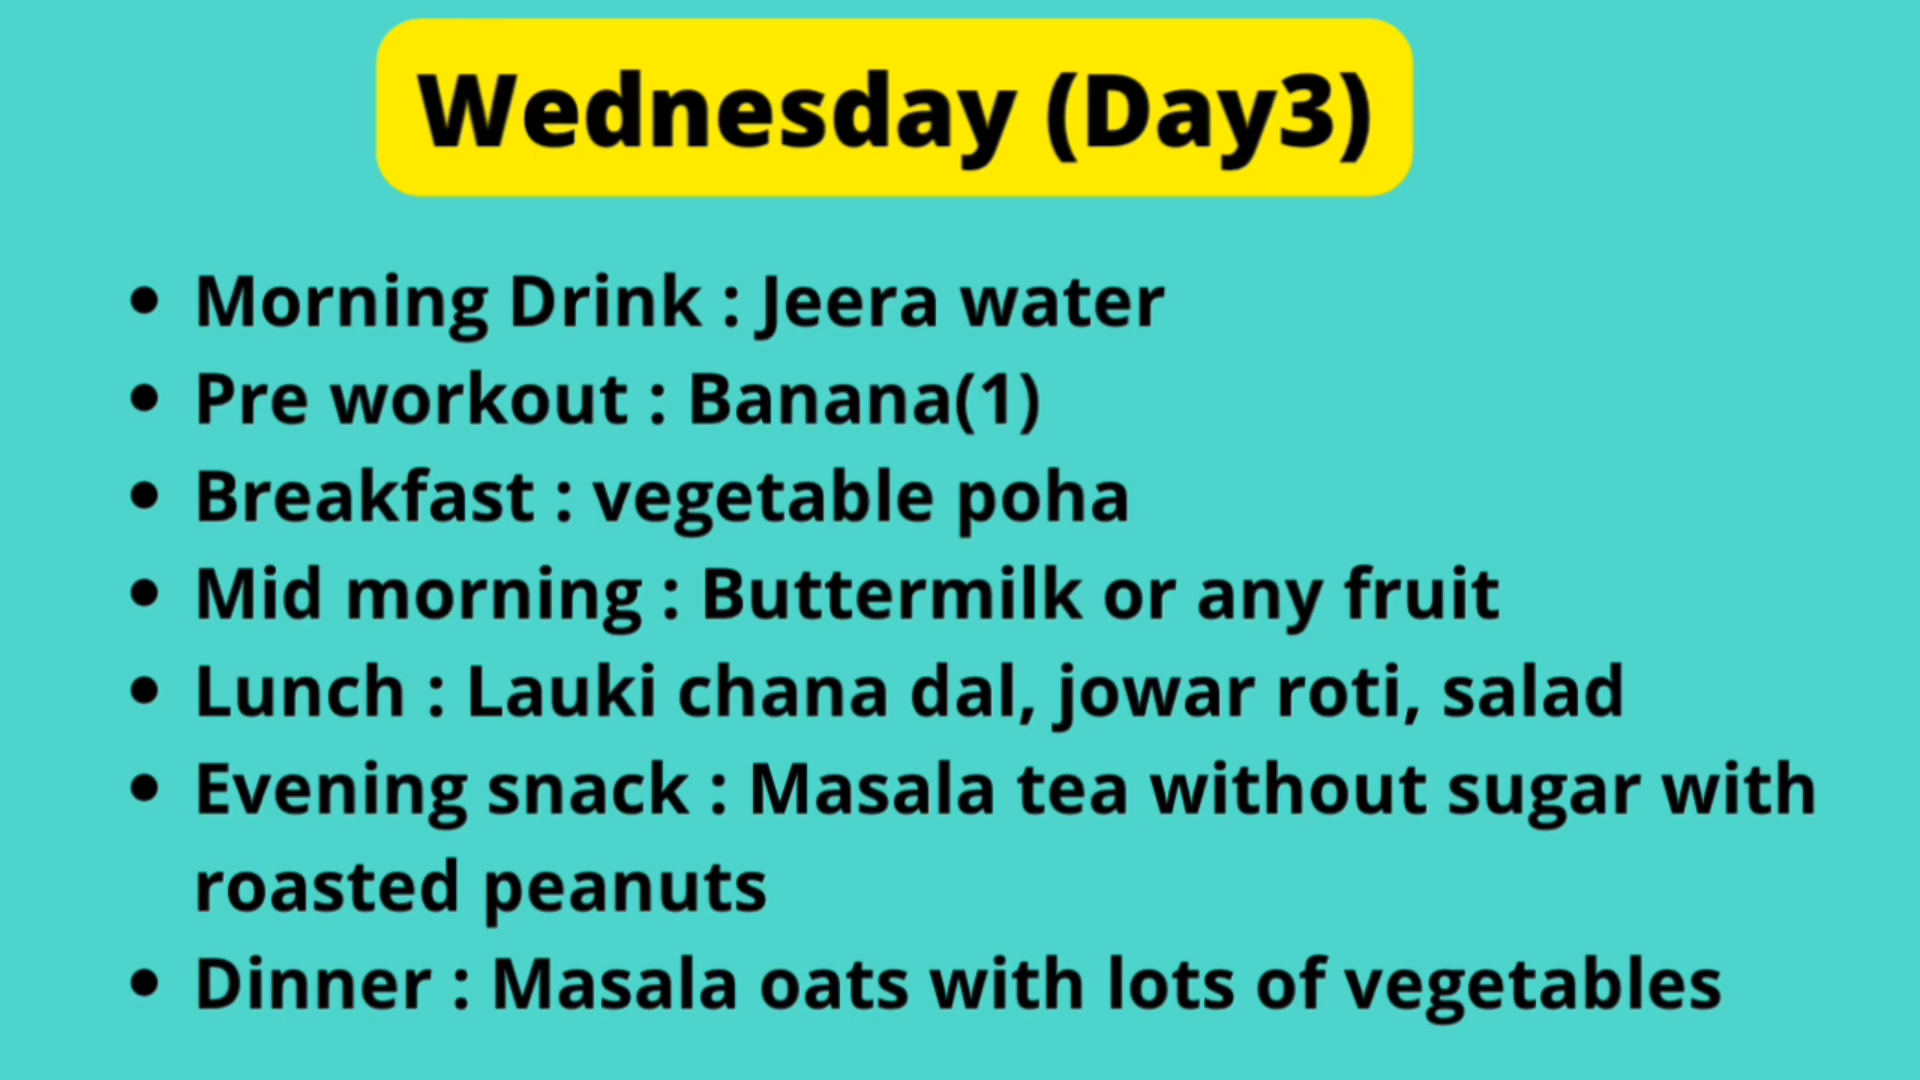 Wednesday (Day3)
• Morning Drink : Jeera water
• Pre workout : Banana(1)
• Breakfast : vegetable poha
• Mid morning : Buttermilk or any fruit
• Lunch : Lauki chana dal, jowar roti, salad
• Evening snack : Masala tea without sugar with
roasted peanuts
• Dinner : Masala oats with lots of vegetables